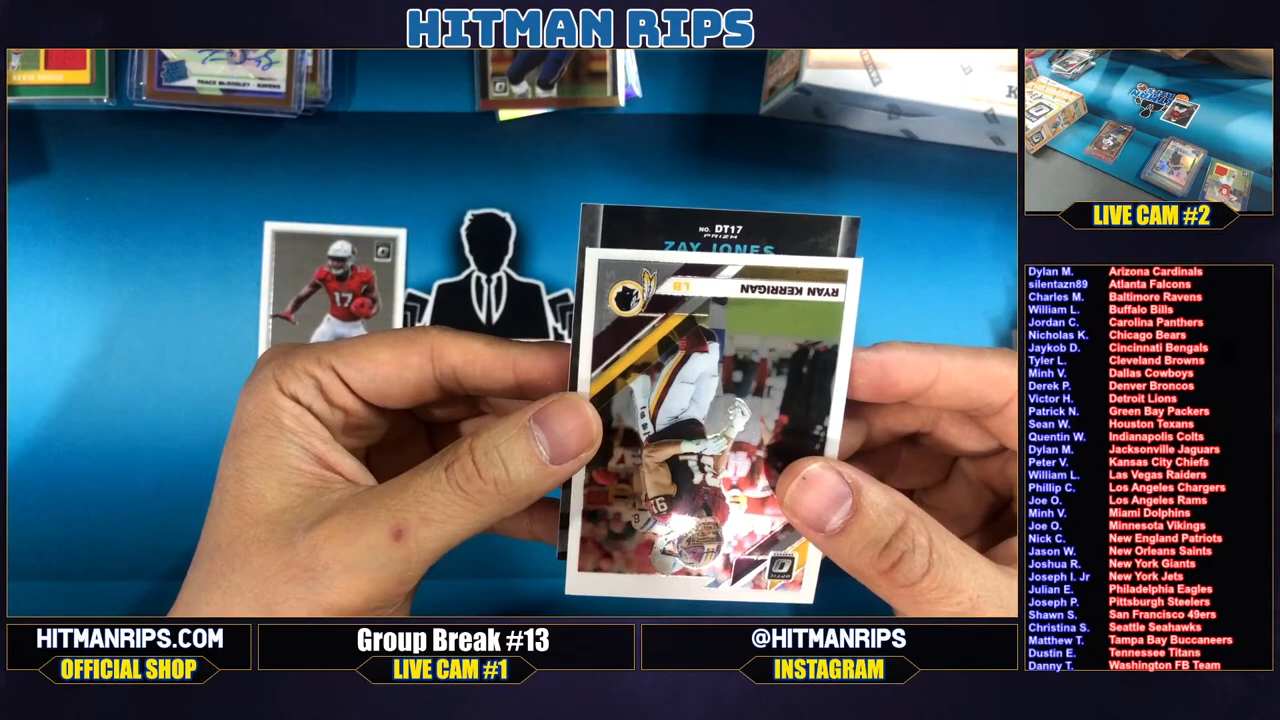 HITMAN RIPS
TRACE McSORLEY - RAVENS
NO. DT17
PRIZM
ZAY JONES
RYAN KERRIGAN
LB
91
OPTIC
17
LIVE CAM #2
Dylan M. Arizona Cardinals
silentazn89 Atlanta Falcons
Charles M. Baltimore Ravens
William L. Buffalo Bills
Jordan C. Carolina Panthers
Nicholas K. Chicago Bears
Jaykob D. Cincinnati Bengals
Tyler L. Cleveland Browns
Minh V. Dallas Cowboys
Derek P. Denver Broncos
Victor H. Detroit Lions
Patrick N. Green Bay Packers
Sean W. Houston Texans
Quentin W. Indianapolis Colts
Dylan M. Jacksonville Jaguars
Peter V. Kansas City Chiefs
William L. Las Vegas Raiders
Phillip C. Los Angeles Chargers
Joe O. Los Angeles Rams
Minh V. Miami Dolphins
Joe O. Minnesota Vikings
Nick C. New England Patriots
Jason W. New Orleans Saints
Joshua R. New York Giants
Joseph I. Jr New York Jets
Julian E. Philadelphia Eagles
Joseph P. Pittsburgh Steelers
Shawn S. San Francisco 49ers
Christina S. Seattle Seahawks
Matthew T. Tampa Bay Buccaneers
Dustin E. Tennessee Titans
Danny T. Washington FB Team
HITMANRIPS.COM
OFFICIAL SHOP
Group Break #13
LIVE CAM #1
@HITMANRIPS
INSTAGRAM